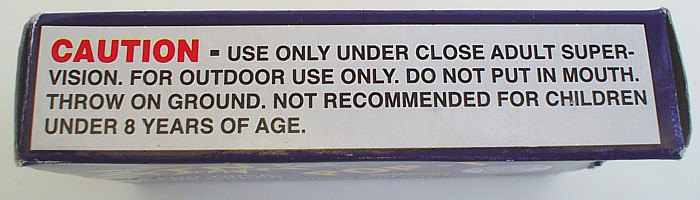 CAUTION - USE ONLY UNDER CLOSE ADULT SUPER-
VISION. FOR OUTDOOR USE ONLY. DO NOT PUT IN MOUTH.
THROW ON GROUND. NOT RECOMMENDED FOR CHILDREN
UNDER 8 YEARS OF AGE.